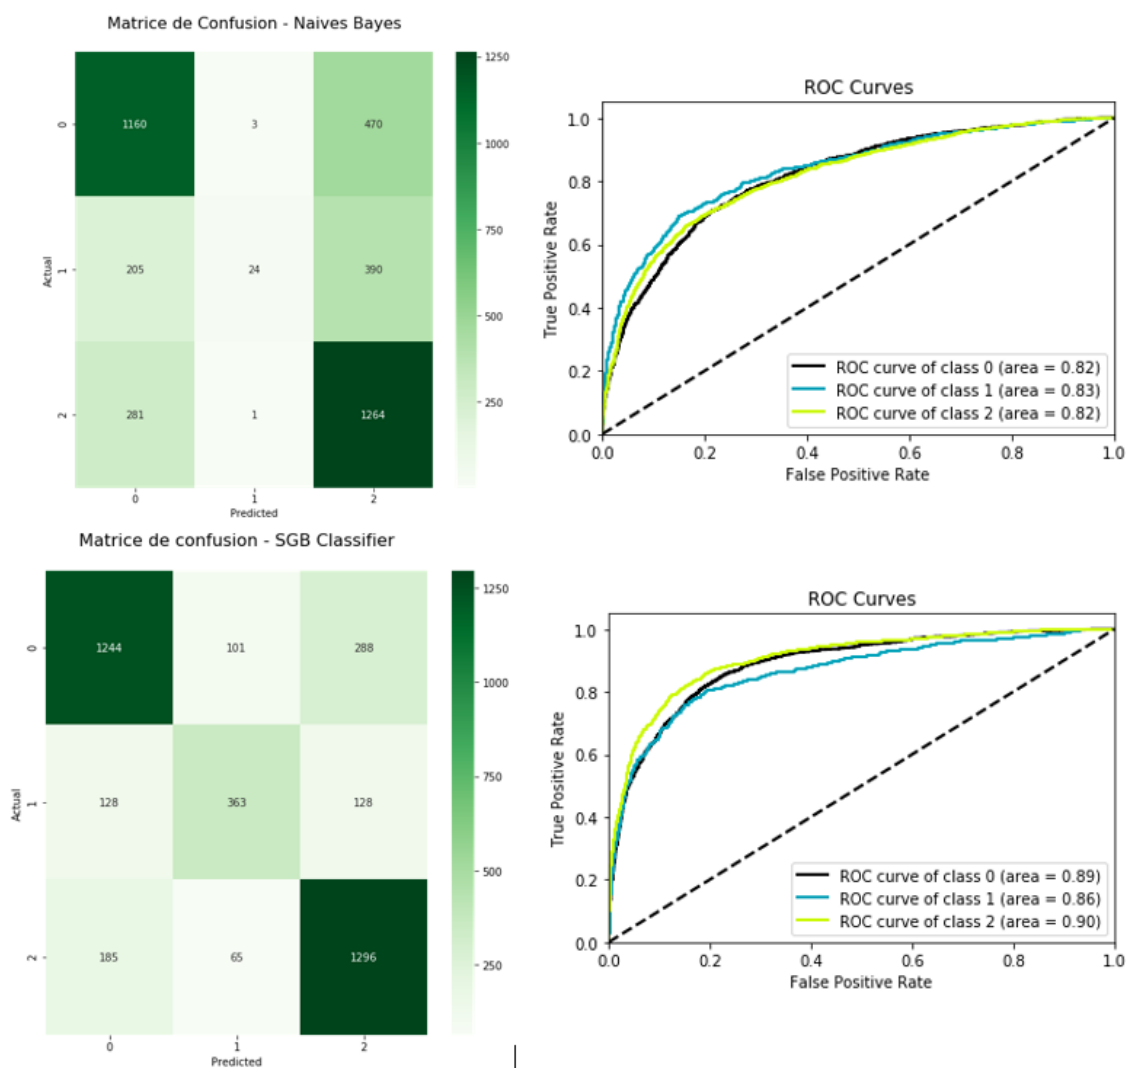 Matrice de Confusion - Naives Bayes
0 1160 3 470
1 205 24 390
2 281 1 1264
0 1 2
Predicted
Actual
1250
1000
750
500
250
ROC Curves
1.0
0.8
0.6
0.4
0.2
0.0
True Positive Rate
ROC curve of class 0 (area = 0.82)
ROC curve of class 1 (area = 0.83)
ROC curve of class 2 (area = 0.82)
0.0 0.2 0.4 0.6 0.8 1.0
False Positive Rate
Matrice de confusion - SGB Classifier
0 1244 101 288
1 128 363 128
2 185 65 1296
0 1 2
Predicted
Actual
1250
1000
750
500
250
ROC Curves
1.0
0.8
0.6
0.4
0.2
0.0
True Positive Rate
ROC curve of class 0 (area = 0.89)
ROC curve of class 1 (area = 0.86)
ROC curve of class 2 (area = 0.90)
0.0 0.2 0.4 0.6 0.8 1.0
False Positive Rate